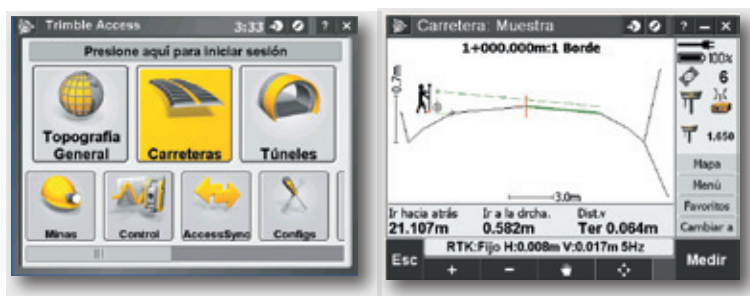 Trimble Access 3:33 ? ×
Presione aquí para iniciar sesión
Topografía General
Carreteras
Túneles
Minas
Control
AccessSync
Configs
Carretera: Muestra ? – ×
1+000.000m:1 Borde
0.7m
3.0m
100%
6
1.650
Mapa
Menú
Favoritos
Cambiar a
Ir hacia atrás Ir a la drcha. Dist.v
21.107m 0.582m Ter 0.064m
RTK:Fijo H:0.008m V:0.017m 5Hz
Esc + – Medir